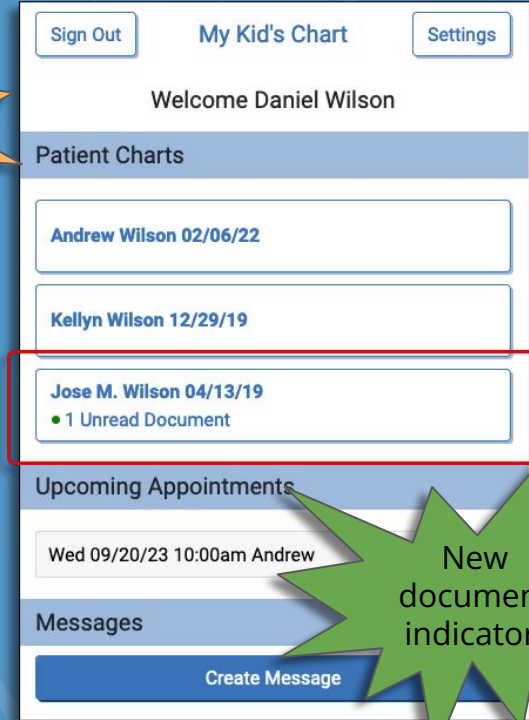 Sign Out
My Kid's Chart
Settings
Welcome Daniel Wilson
Patient Charts
Andrew Wilson 02/06/22
Kellyn Wilson 12/29/19
Jose M. Wilson 04/13/19
• 1 Unread Document
Upcoming Appointments
Wed 09/20/23 10:00am Andrew
New
indicator
Messages
Create Message